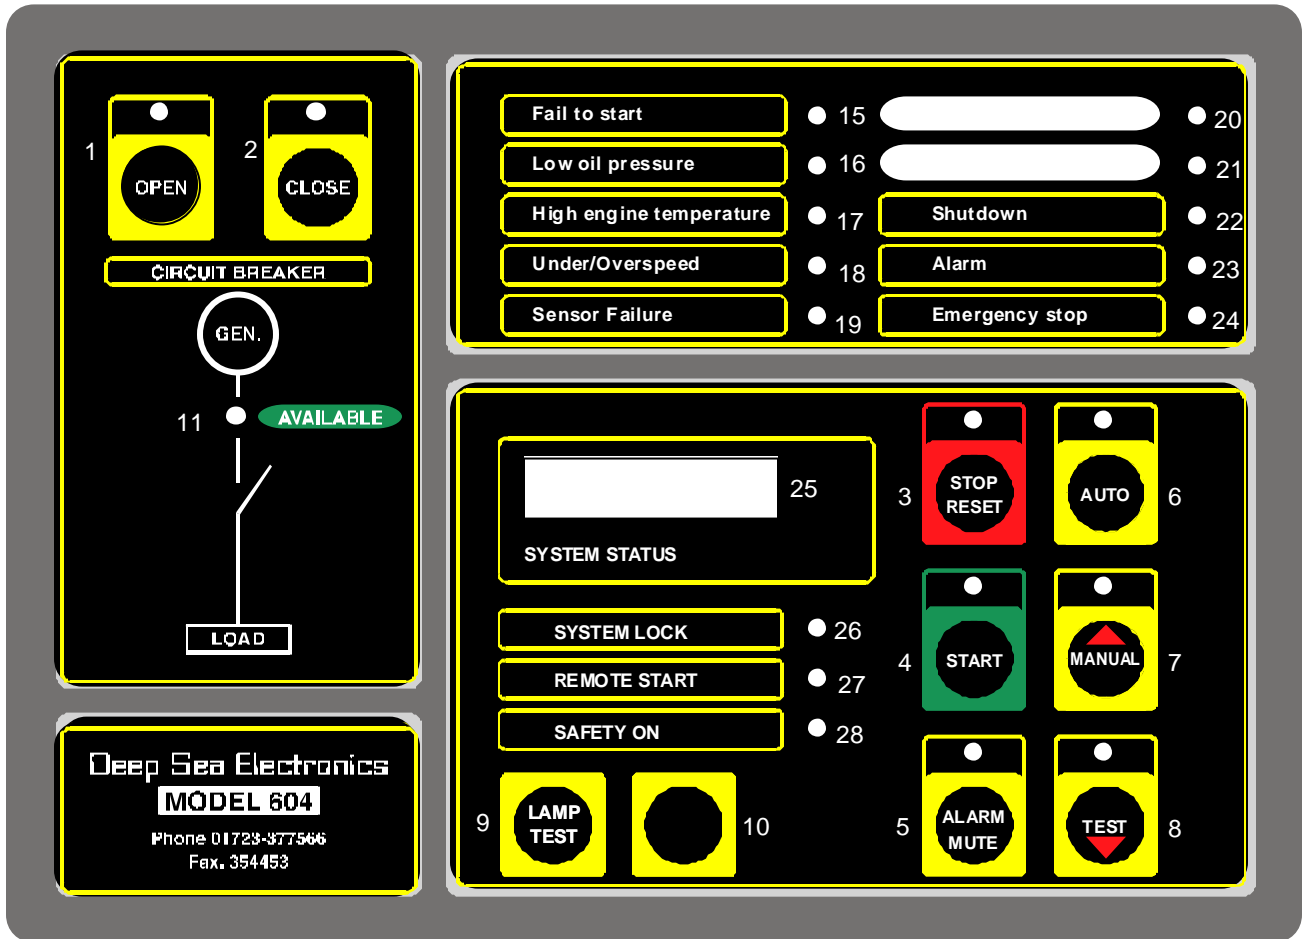 1
OPEN
2
CLOSE
CIRCUIT BREAKER
GEN.
11
AVAILABLE
LOAD
Deep Sea Electronics
MODEL 604
Phone 01723-377566
Fax. 354453
Fail to start
15
20
Low oil pressure
16
21
High engine temperature
17
Shutdown
22
Under/Overspeed
18
Alarm
23
Sensor Failure
19
Emergency stop
24
25
SYSTEM STATUS
3
STOP
RESET
AUTO
6
SYSTEM LOCK
26
REMOTE START
27
SAFETY ON
28
4
START
MANUAL
7
9
LAMP
TEST
10
5
ALARM
MUTE
TEST
8